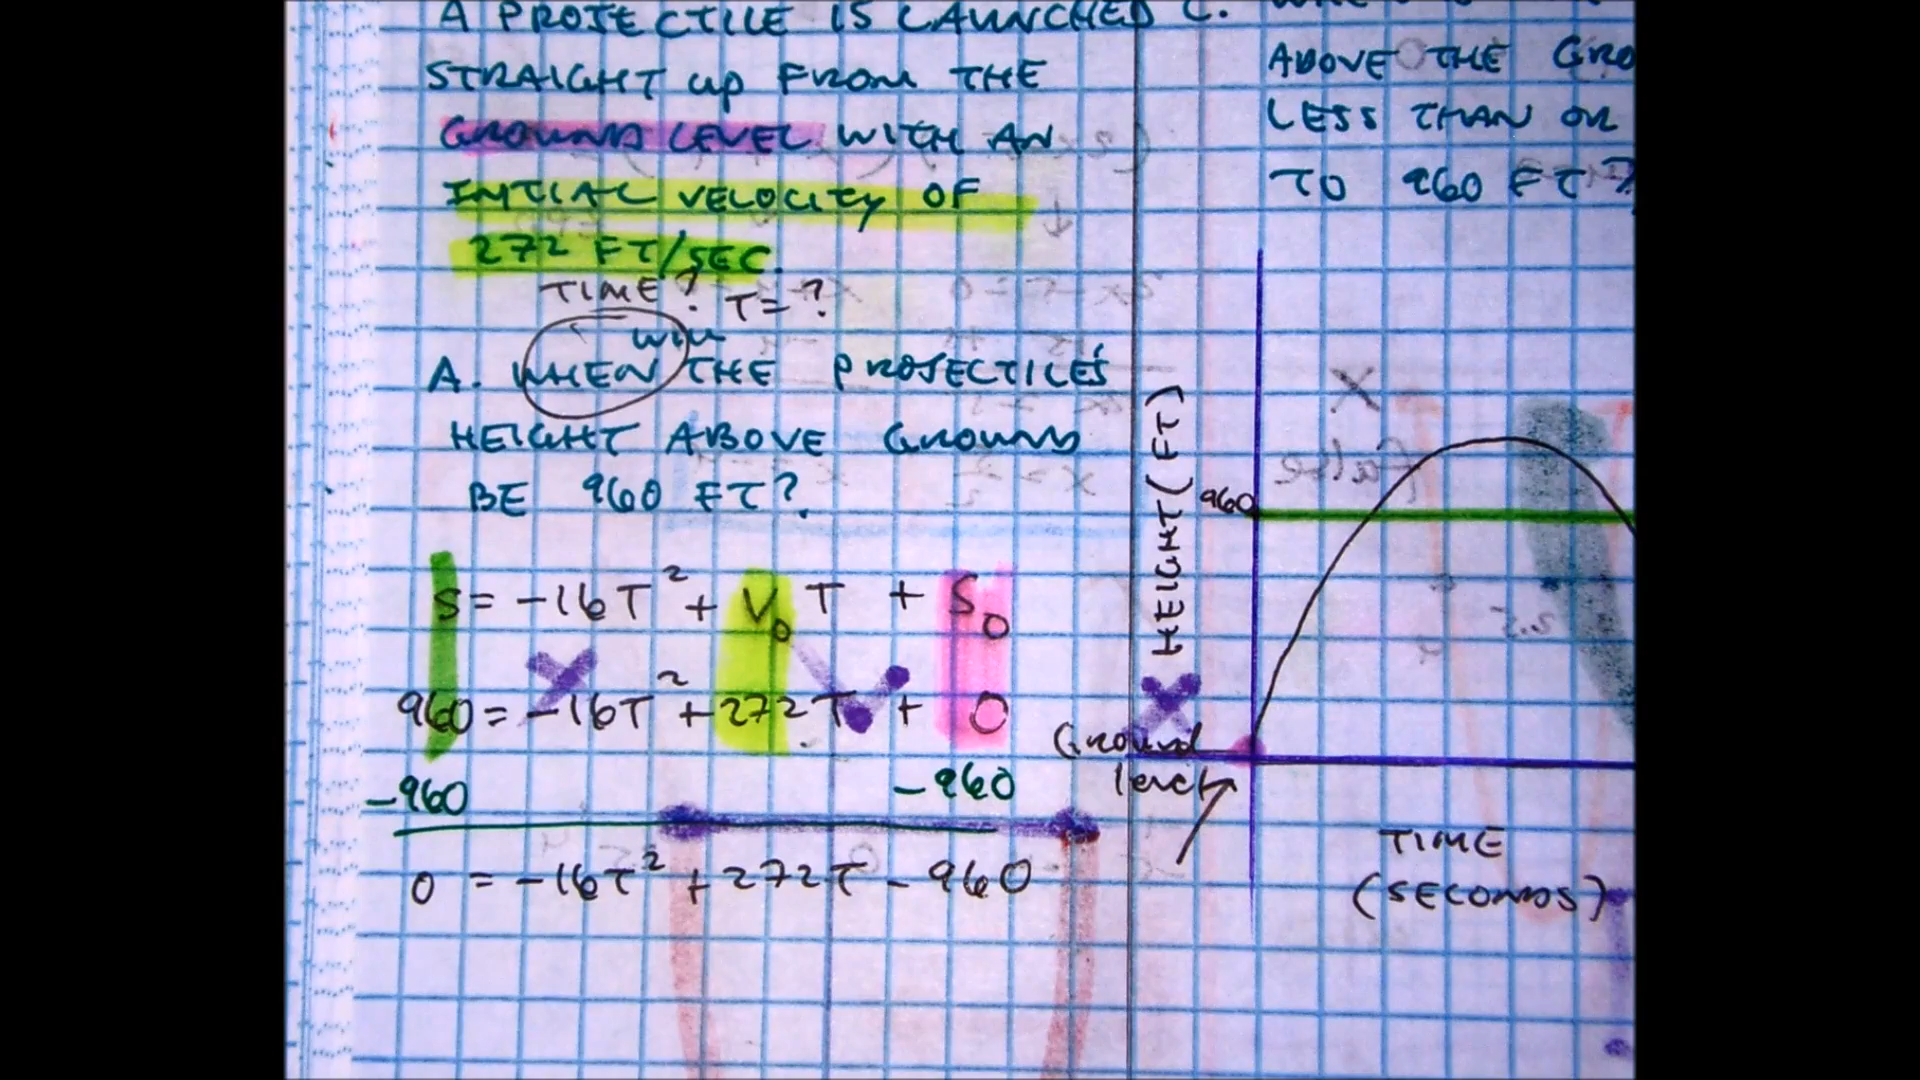 A PROJECTILE IS LAUNCHED
STRAIGHT UP FROM THE
GROUND LEVEL WITH AN
INITIAL VELOCITY OF
272 FT/SEC.
TIME? T=?
WILL
A. WHEN THE PROJECTILE'S
HEIGHT ABOVE GROUND
BE 960 FT?
S = -16T² + V₀T + S₀
960 = -16T² + 272T + 0
-960 -960
0 = -16T² + 272T - 960
C.
ABOVE THE GRO
LESS THAN OR
TO 960 FT?
HEIGHT (FT)
960
Ground
level
TIME
(SECONDS)